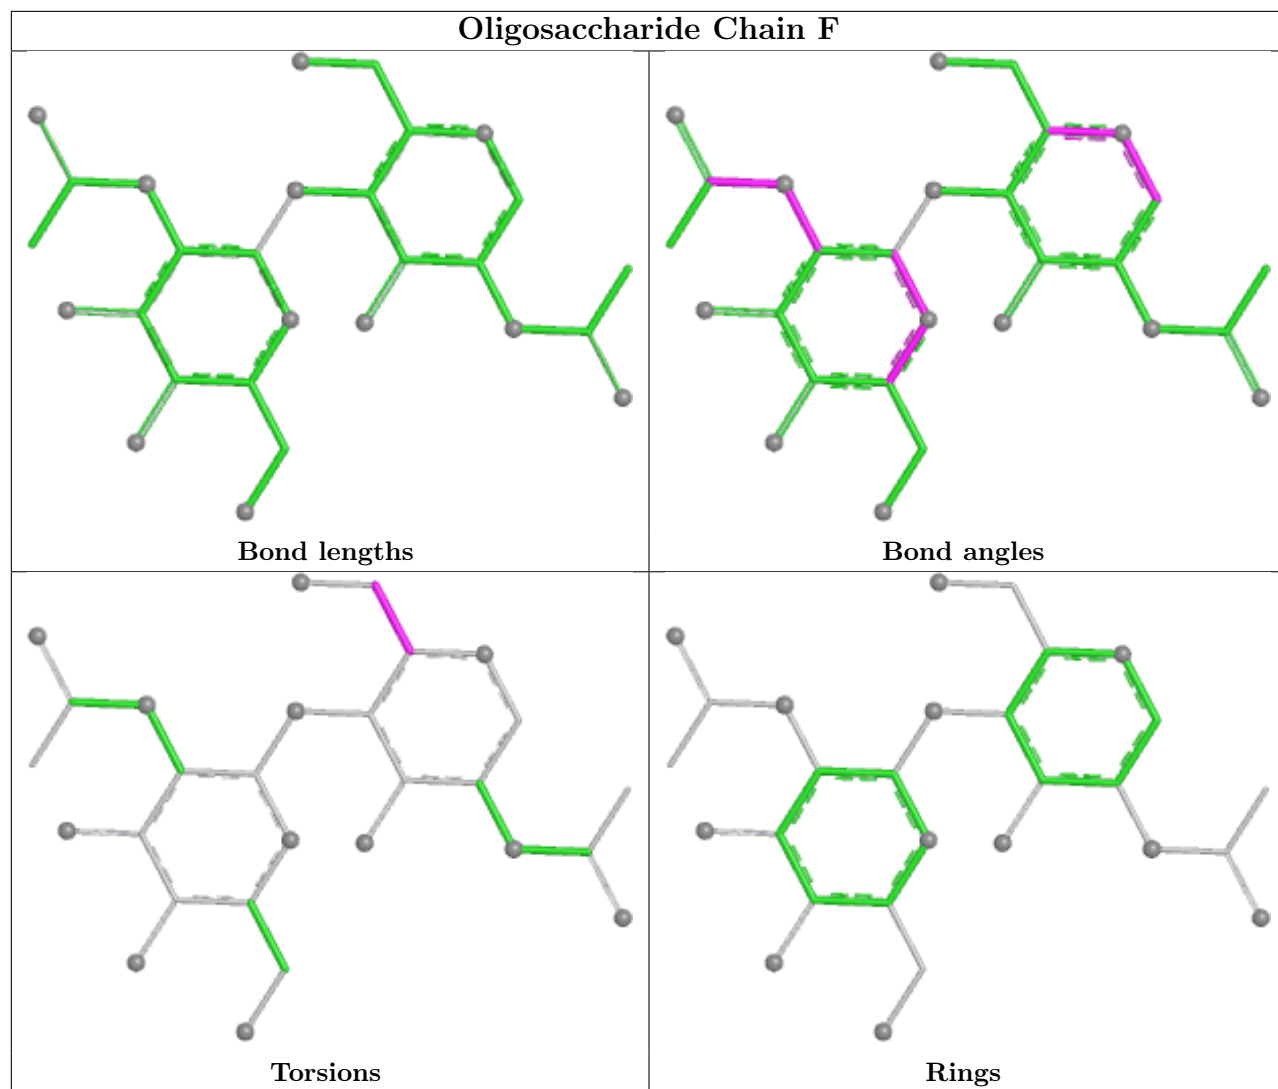 Oligosaccharide Chain F
Bond lengths
Bond angles
Torsions
Rings